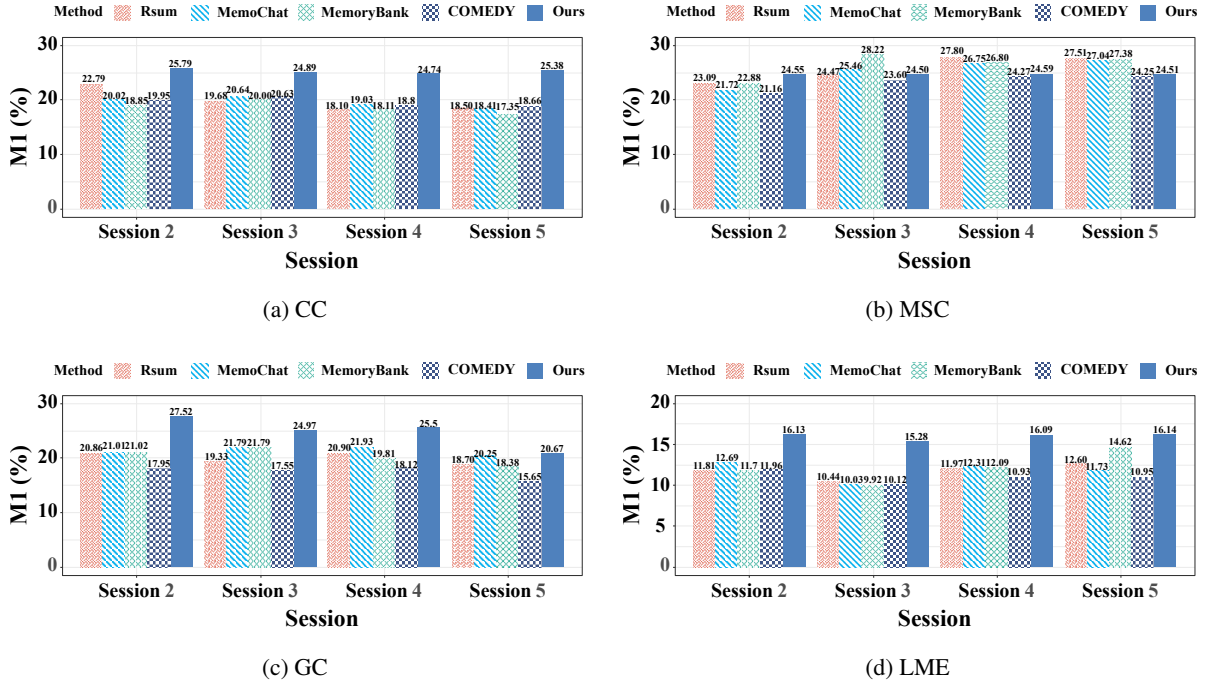 Method Rsum MemoChat MemoryBank COMEDY Ours
30
20
10
0
M1 (%)
22.79 20.02 18.85 19.95 25.79
19.68 20.64 20.00 20.63 24.89
18.10 19.03 18.11 18.8 24.74
18.50 18.41 17.35 18.66 25.38
Session 2 Session 3 Session 4 Session 5
Session
(a) CC
Method Rsum MemoChat MemoryBank COMEDY Ours
30
20
10
0
M1 (%)
23.09 21.72 22.88 21.16 24.55
24.47 25.46 28.22 23.60 24.50
27.80 26.75 26.80 24.27 24.59
27.51 27.04 27.38 24.25 24.51
Session 2 Session 3 Session 4 Session 5
Session
(b) MSC
Method Rsum MemoChat MemoryBank COMEDY Ours
30
20
10
0
M1 (%)
20.86 21.01 21.02 17.95 27.52
19.33 21.79 21.79 17.55 24.97
20.90 21.93 19.81 18.12 25.5
18.70 20.25 18.38 15.65 20.67
Session 2 Session 3 Session 4 Session 5
Session
(c) GC
Method Rsum MemoChat MemoryBank COMEDY Ours
20
15
10
5
0
M1 (%)
11.81 12.69 11.7 11.96 16.13
10.44 10.03 9.92 10.12 15.28
11.97 12.31 12.09 10.93 16.09
12.60 11.73 14.62 10.95 16.14
Session 2 Session 3 Session 4 Session 5
Session
(d) LME